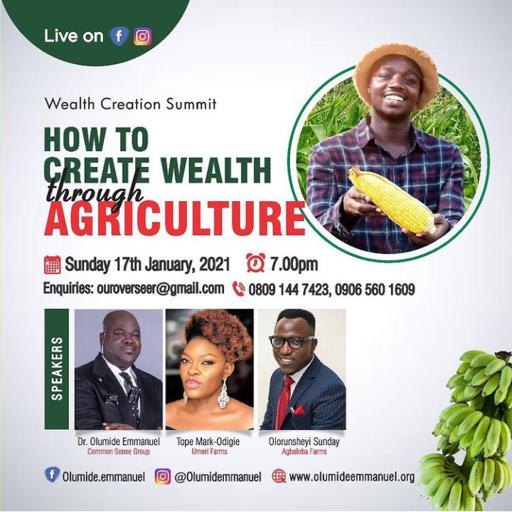 Live on
Wealth Creation Summit
HOW TO
CREATE WEALTH
through
AGRICULTURE
Sunday 17th January, 2021 7.00pm
Enquiries: ouroverseer@gmail.com 0809 144 7423, 0906 560 1609
SPEAKERS
Dr. Olumide Emmanuel
Common Sense Group
Tope Mark-Odigie
Umeri Farms
Olorunsheyi Sunday
Agbaloba Farms
Olumide.emmanuel @Olumidemmanuel www.olumideemmanuel.org